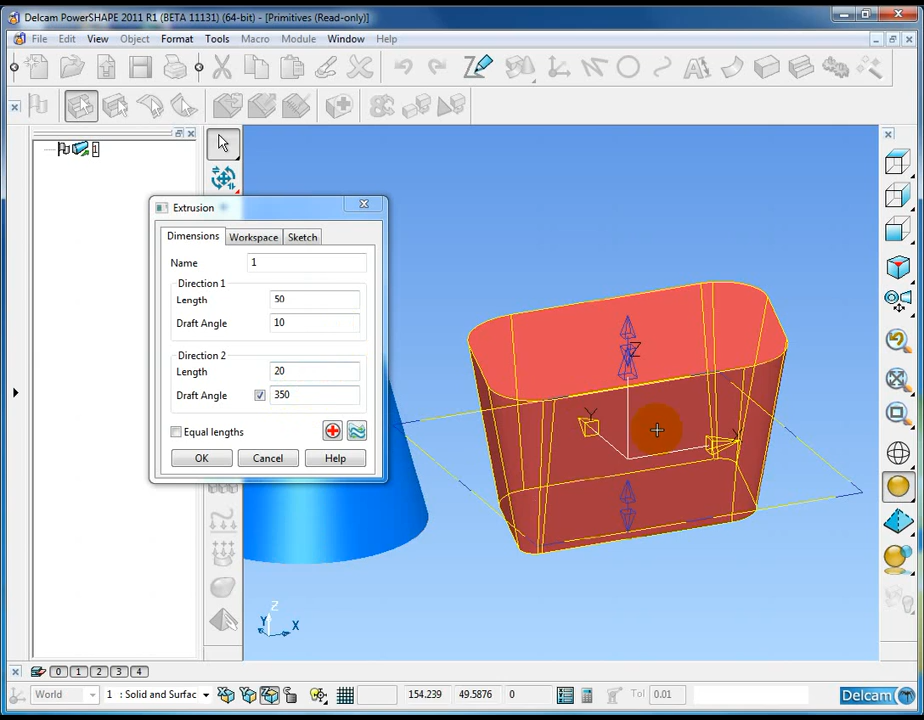 Delcam PowerSHAPE 2011 R1 (BETA 11131) (64-bit) - [Primitives (Read-only)]
File Edit View Object Format Tools Macro Module Window Help
1
Extrusion
Dimensions Workspace Sketch
Name 1
Direction 1
Length 50
Draft Angle 10
Direction 2
Length 20
Draft Angle 350
Equal lengths
OK Cancel Help
Z
Y
Z
Y X
0 1 2 3 4
World 1 : Solid and Surfac 154.239 49.5876 0 Tol 0.01 Delcam